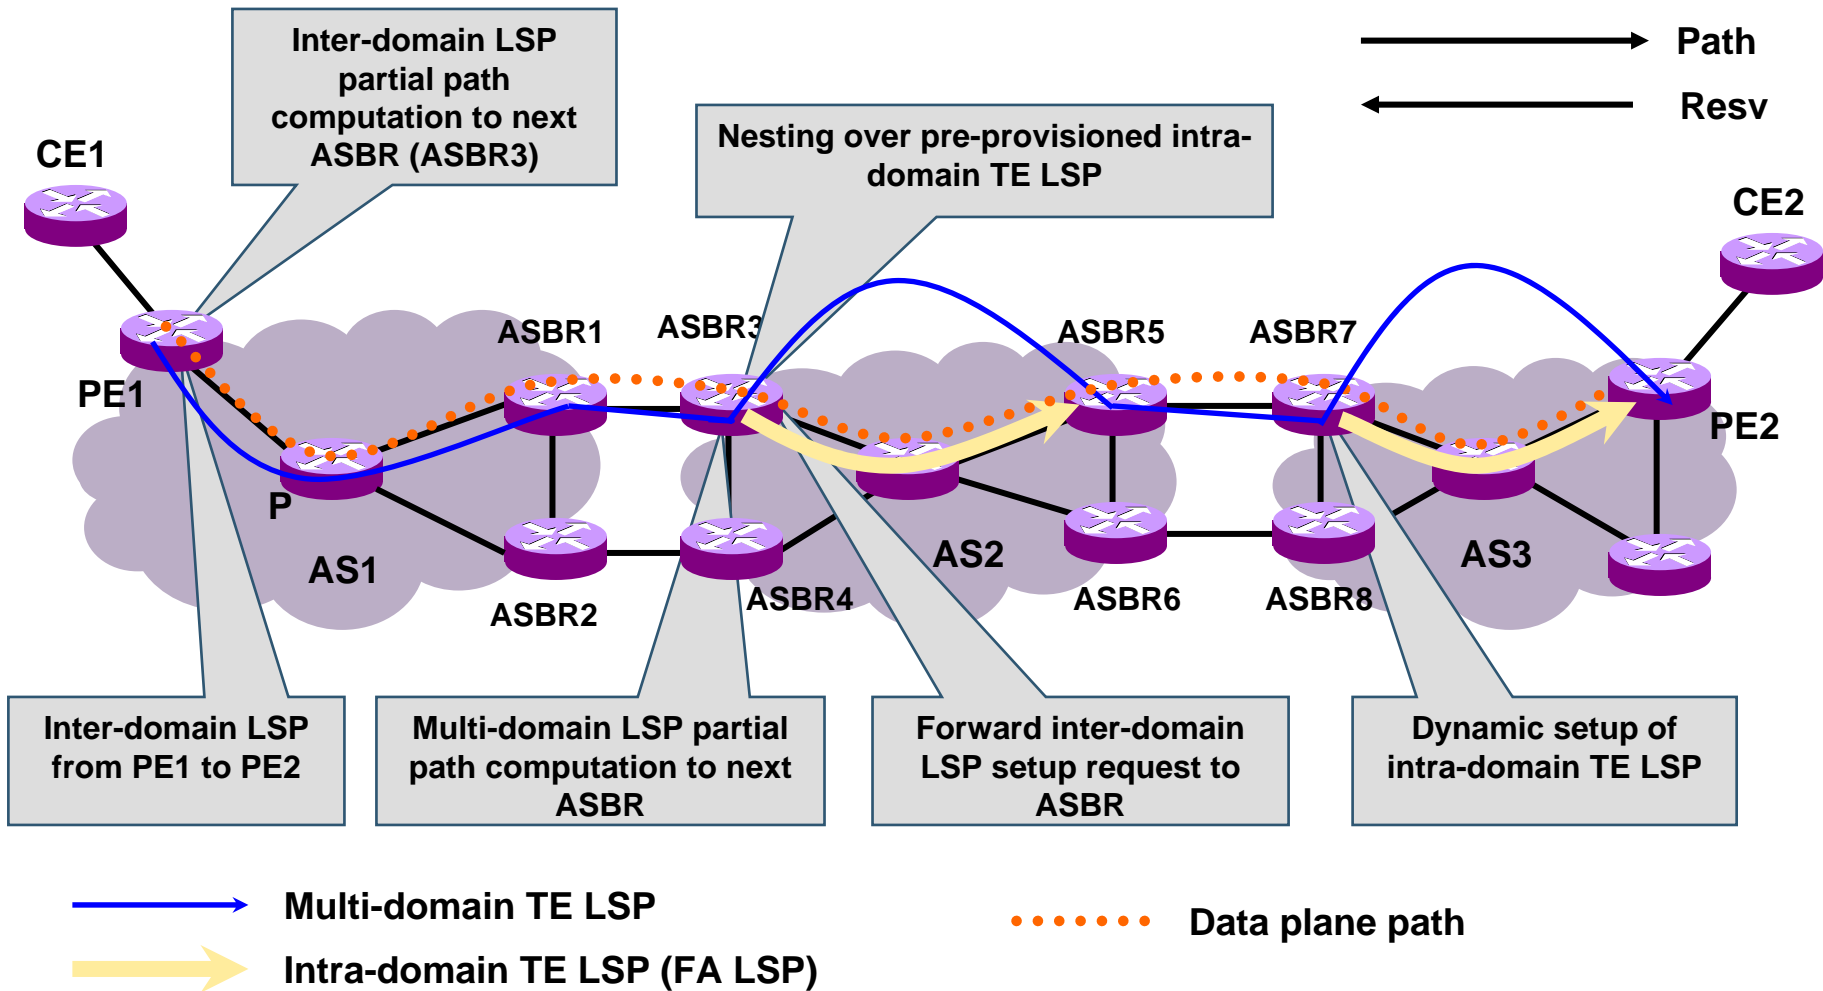 Inter-domain LSP
partial path
computation to next
ASBR (ASBR3)
Path
Resv
Nesting over pre-provisioned intra-
domain TE LSP
CE1
CE2
ASBR1
ASBR3
ASBR5
ASBR7
PE1
PE2
P
AS1
AS2
AS3
ASBR2
ASBR4
ASBR6
ASBR8
Inter-domain LSP
from PE1 to PE2
Multi-domain LSP partial
path computation to next
ASBR
Forward inter-domain
LSP setup request to
ASBR
Dynamic setup of
intra-domain TE LSP
Multi-domain TE LSP
Data plane path
Intra-domain TE LSP (FA LSP)